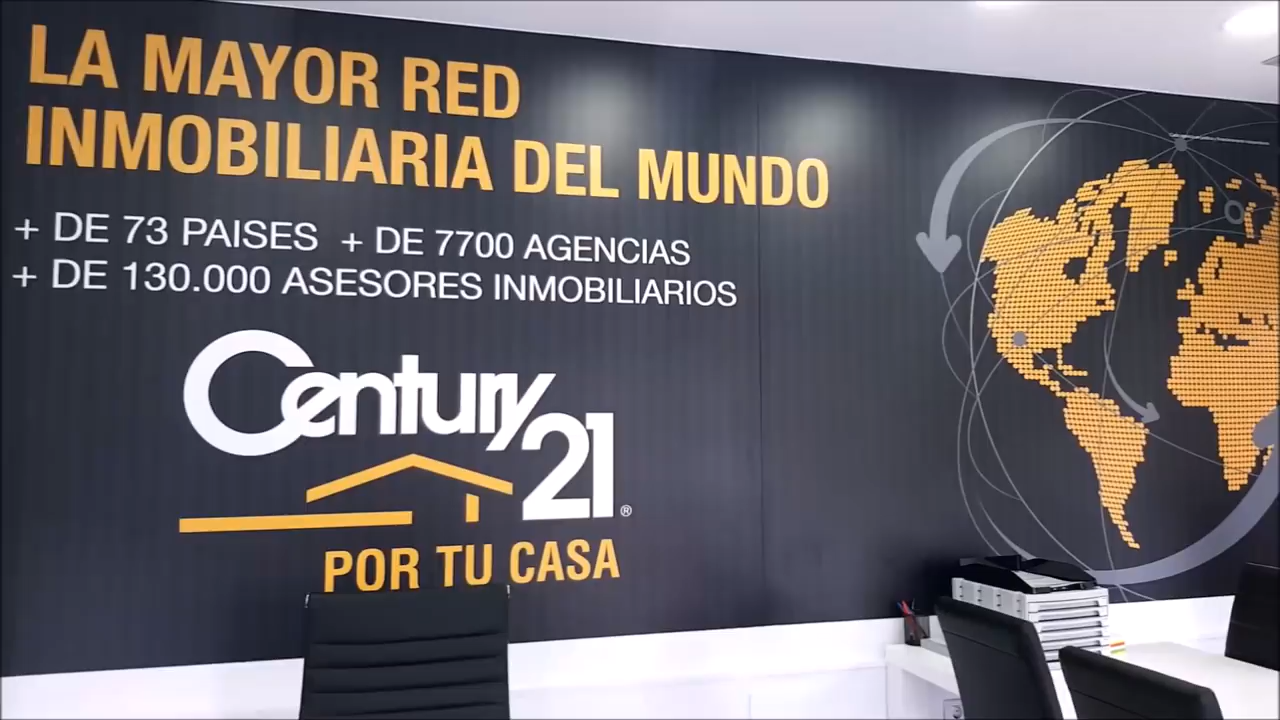 LA MAYOR RED
INMOBILIARIA DEL MUNDO
+ DE 73 PAISES + DE 7700 AGENCIAS
+ DE 130.000 ASESORES INMOBILIARIOS
Century
21®
POR TU CASA